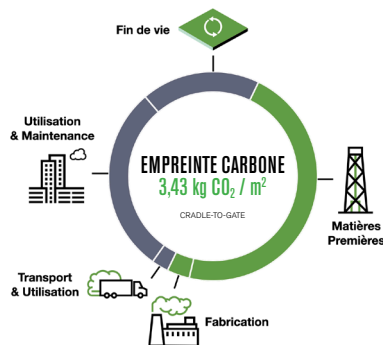 Fin de vie
Utilisation
& Maintenance
EMPREINTE CARBONE
3,43 kg CO₂ / m²
CRADLE-TO-GATE
Matières
Premières
Transport
& Utilisation
Fabrication